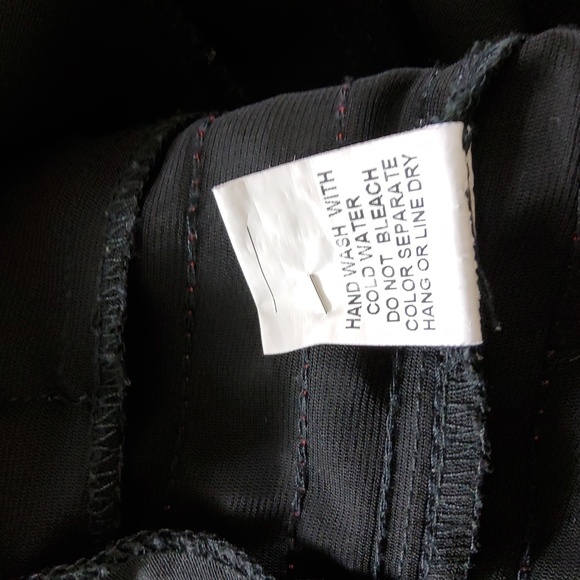 HAND WASH WITH
COLD WATER
DO NOT BLEACH
COLOR SEPARATE
HANG OR LINE DRY